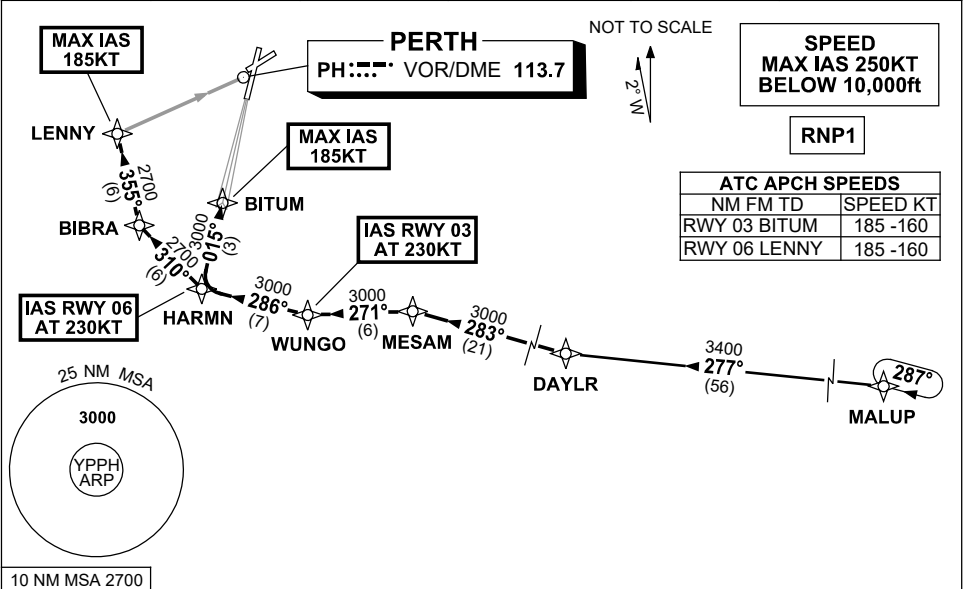 NOT TO SCALE
2° W
MAX IAS
185KT
PERTH
PH VOR/DME 113.7
SPEED
MAX IAS 250KT
BELOW 10,000ft
RNP1
ATC APCH SPEEDS
NM FM TD SPEED KT
RWY 03 BITUM 185 -160
RWY 06 LENNY 185 -160
LENNY
MAX IAS
185KT
2700
355°
(6)
BIBRA
BITUM
3000
015°
(3)
2700
310°
(6)
IAS RWY 03
AT 230KT
IAS RWY 06
AT 230KT
HARMN
3000
286°
(7)
WUNGO
3000
271°
(6)
MESAM
3000
283°
(21)
DAYLR
3400
277°
(56)
287°
MALUP
25 NM MSA
3000
YPPH
ARP
10 NM MSA 2700